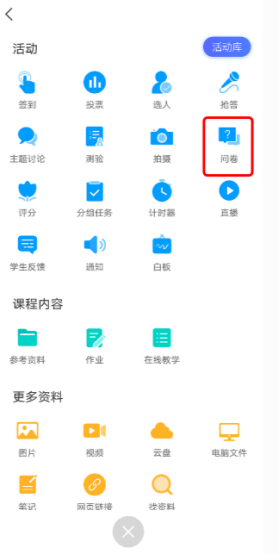 活动
活动库
签到 投票 选人 抢答
主题讨论 测验 拍摄 问卷
评分 分组任务 计时器 直播
学生反馈 通知 白板
课程内容
参考资料 作业 在线教学
更多资料
图片 视频 云盘 电脑文件
笔记 网页链接 找资料